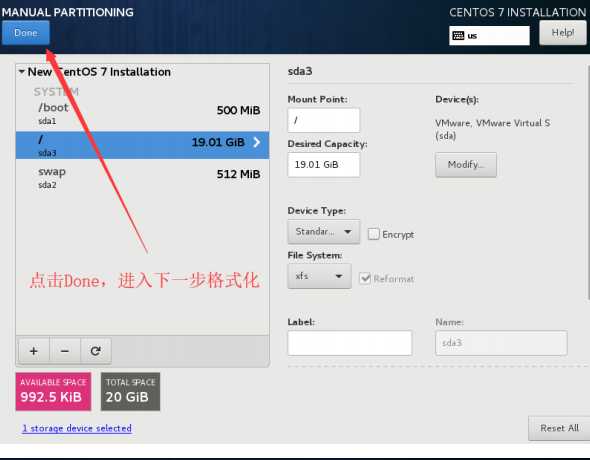 MANUAL PARTITIONING
CENTOS 7 INSTALLATION
Done
us
Help!
New CentOS 7 Installation
SYSTEM
/boot
500 MiB
sda1
/
19.01 GiB
sda3
swap
512 MiB
sda2
点击Done，进入下一步格式化
+
−
AVAILABLE SPACE
992.5 KiB
TOTAL SPACE
20 GiB
1 storage device selected
sda3
Mount Point:
/
Device(s):
VMware, VMware Virtual S
(sda)
Desired Capacity:
19.01 GiB
Modify...
Device Type:
Standar...
Encrypt
File System:
xfs
Reformat
Label:
Name:
sda3
Reset All